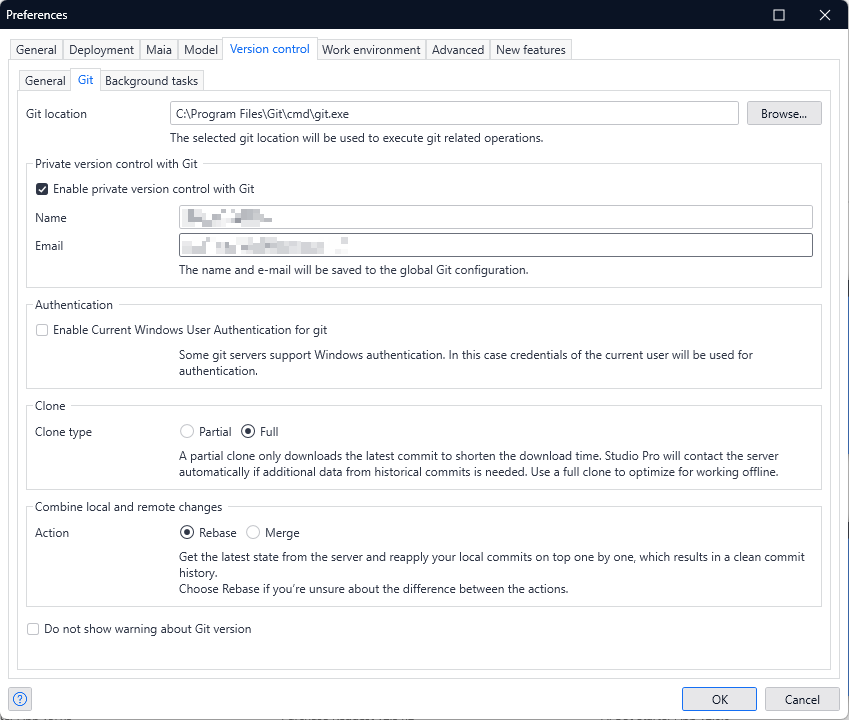 Preferences
General Deployment Maia Model Version control Work environment Advanced New features
General Git Background tasks
Git location C:\Program Files\Git\cmd\git.exe Browse...
The selected git location will be used to execute git related operations.
Private version control with Git
Enable private version control with Git
Name
Email
The name and e-mail will be saved to the global Git configuration.
Authentication
Enable Current Windows User Authentication for git
Some git servers support Windows authentication. In this case credentials of the current user will be used for
authentication.
Clone
Clone type Partial Full
A partial clone only downloads the latest commit to shorten the download time. Studio Pro will contact the server
automatically if additional data from historical commits is needed. Use a full clone to optimize for working offline.
Combine local and remote changes
Action Rebase Merge
Get the latest state from the server and reapply your local commits on top one by one, which results in a clean commit
history.
Choose Rebase if you're unsure about the difference between the actions.
Do not show warning about Git version
? OK Cancel